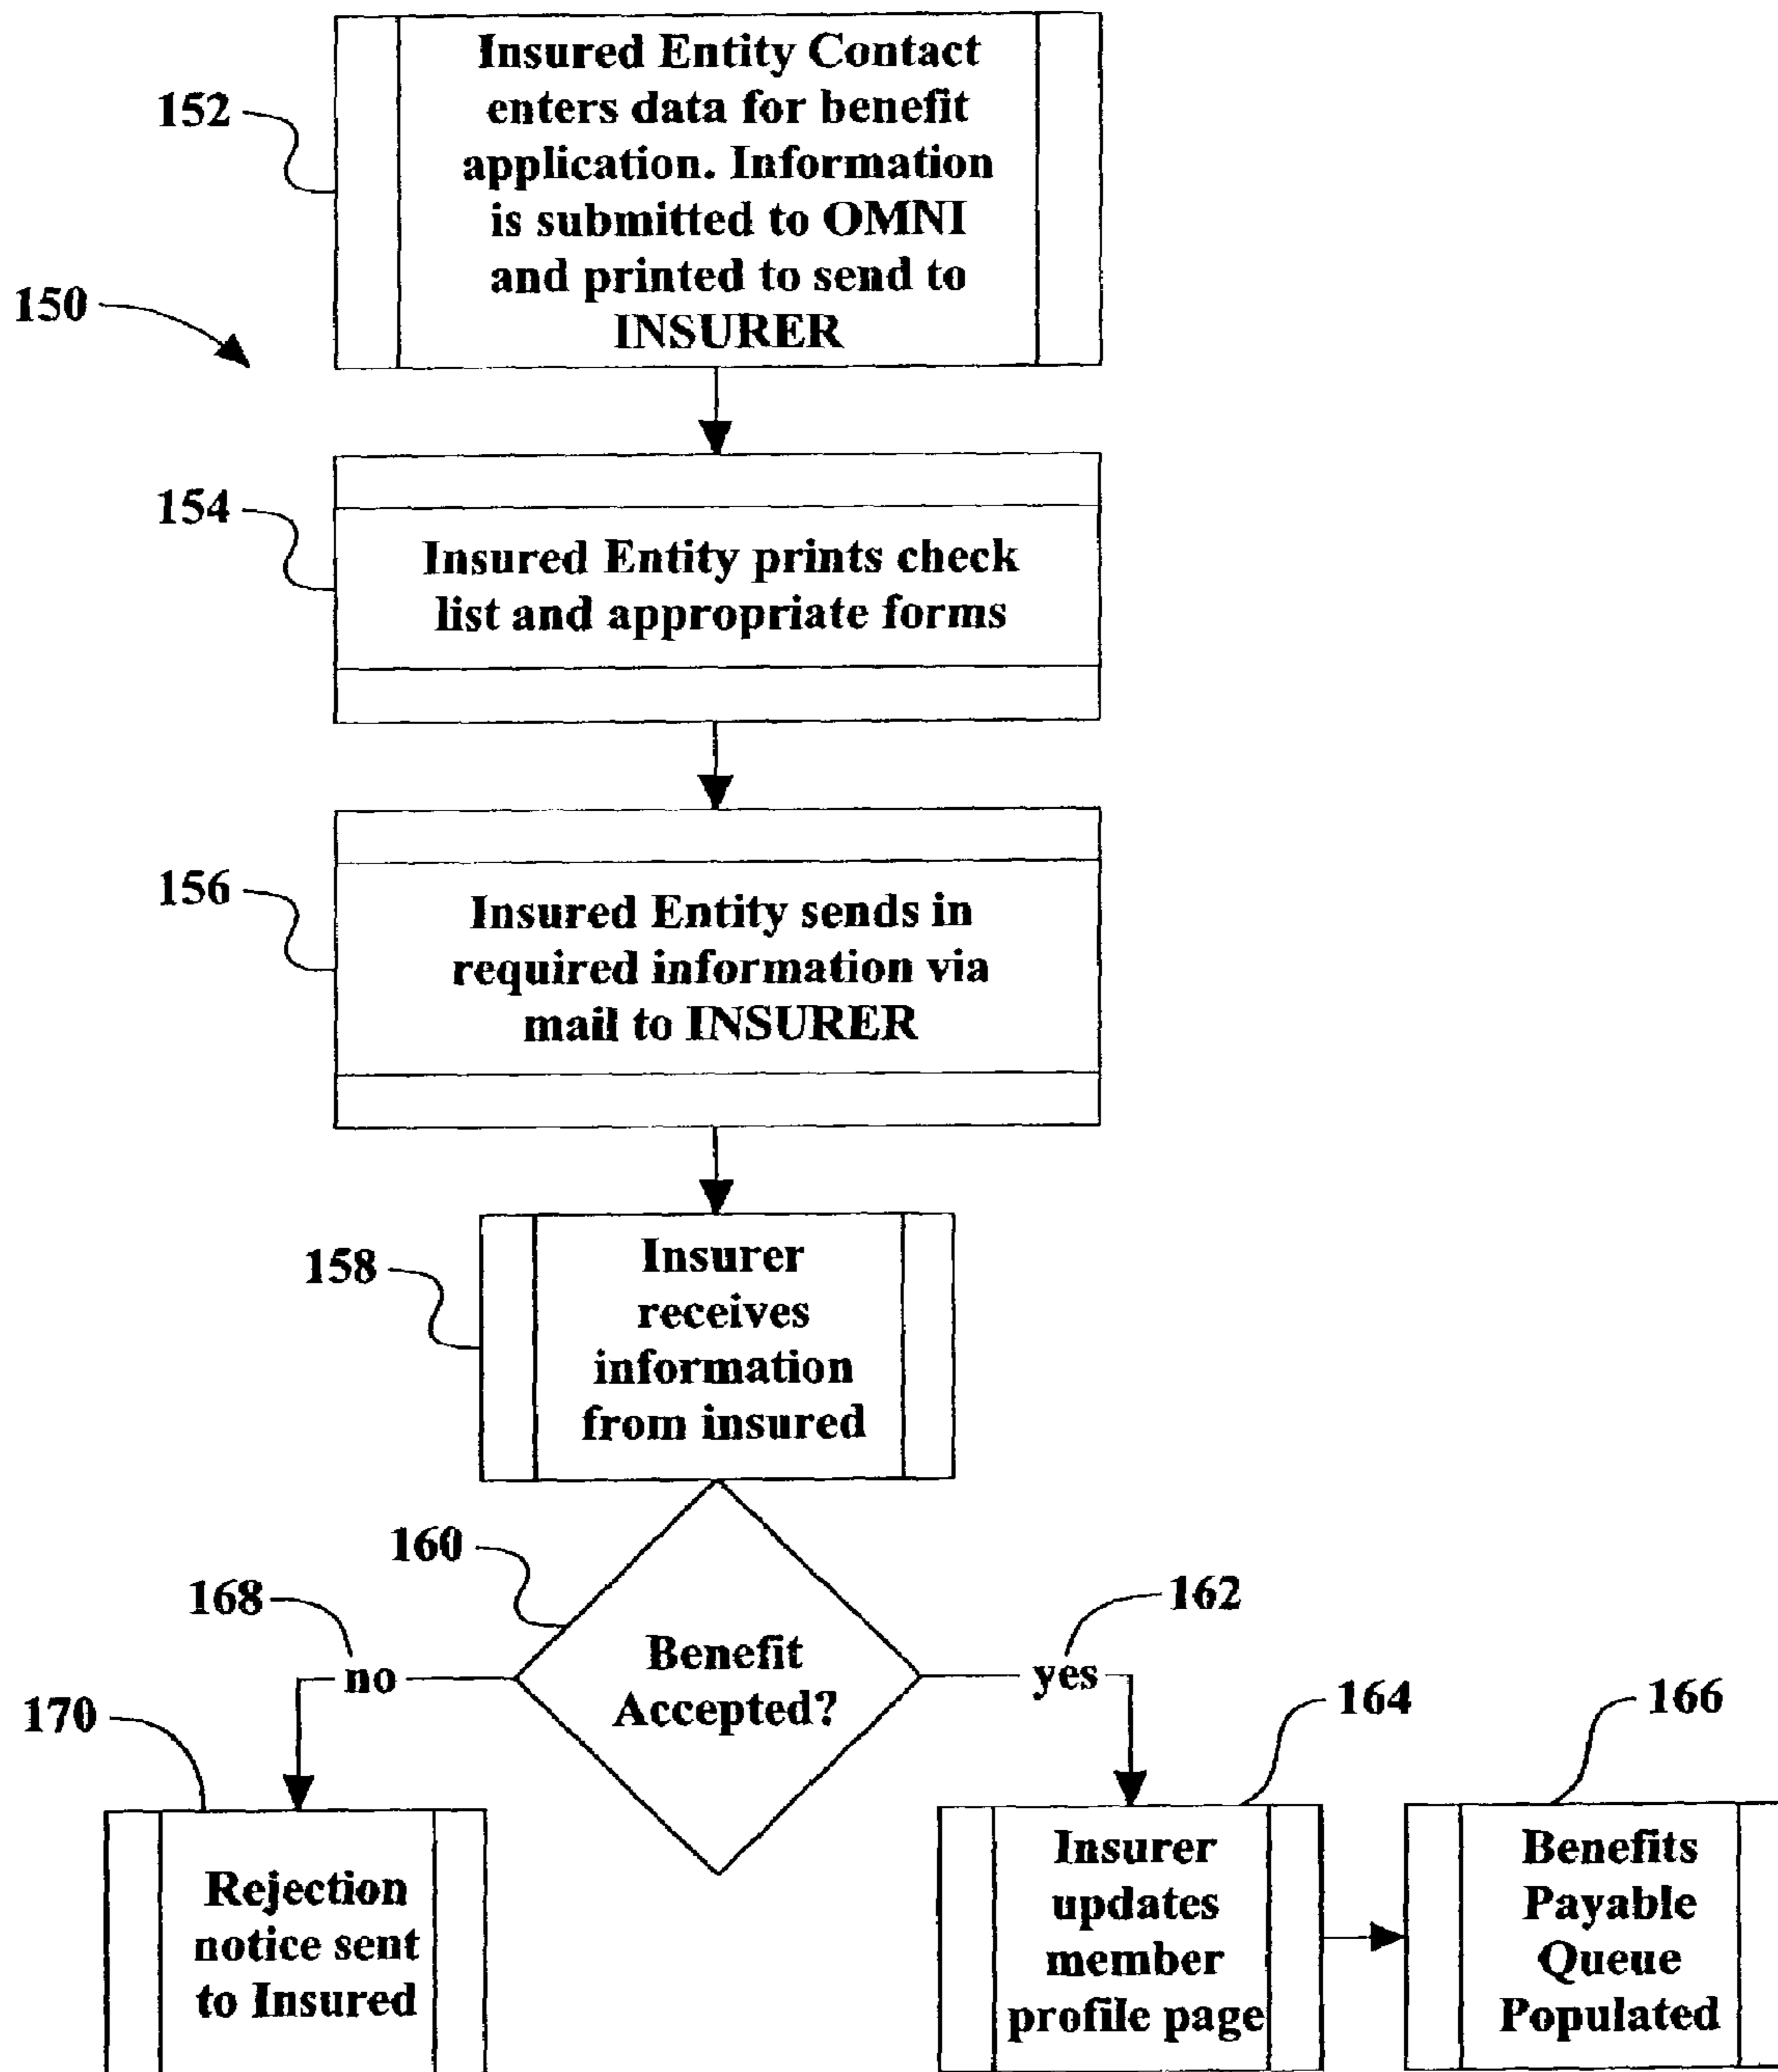 152
Insured Entity Contact
enters data for benefit
application. Information
is submitted to OMNI
and printed to send to
INSURER
150
154
Insured Entity prints check
list and appropriate forms
156
Insured Entity sends in
required information via
mail to INSURER
158
Insurer
receives
information
from insured
160
Benefit
Accepted?
168
no
162
yes
170
Rejection
notice sent
to Insured
164
Insurer
updates
member
profile page
166
Benefits
Payable
Queue
Populated